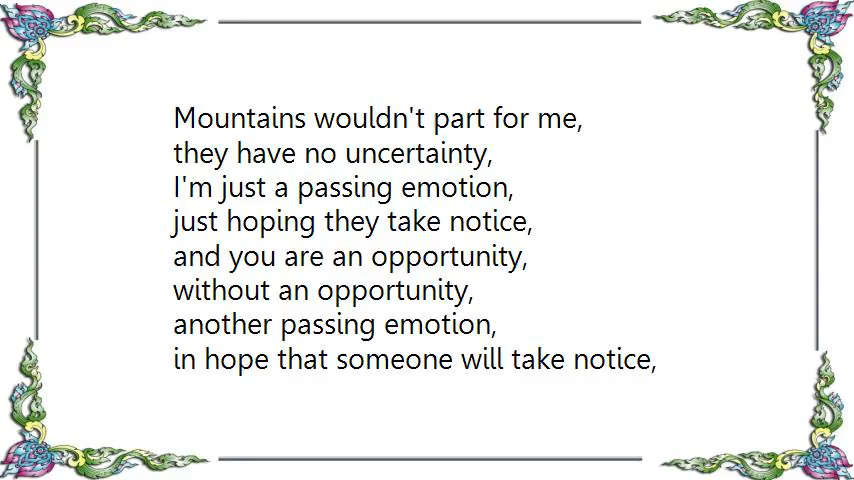 Mountains wouldn't part for me,
they have no uncertainty,
I'm just a passing emotion,
just hoping they take notice,
and you are an opportunity,
without an opportunity,
another passing emotion,
in hope that someone will take notice,